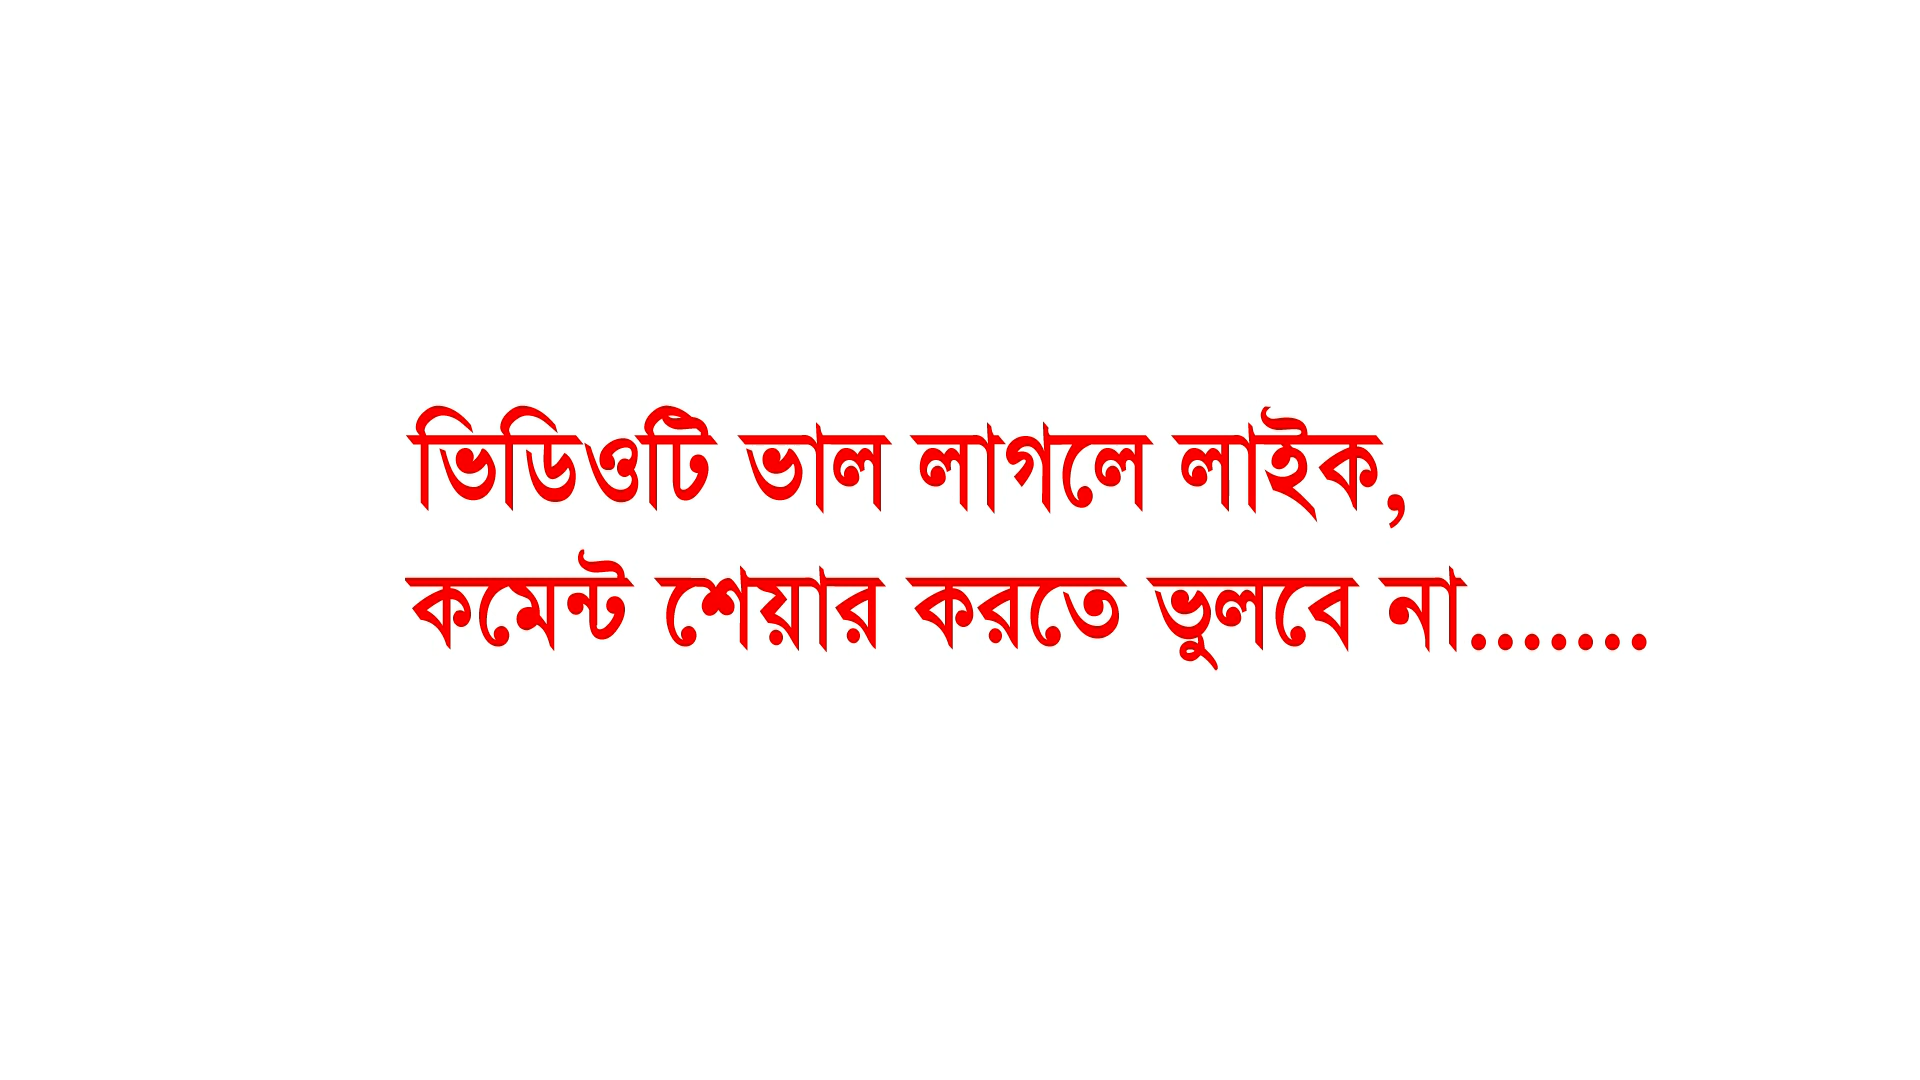 ভিডিওটি ভাল লাগলে লাইক,
কমেন্ট শেয়ার করতে ভুলবে না.......